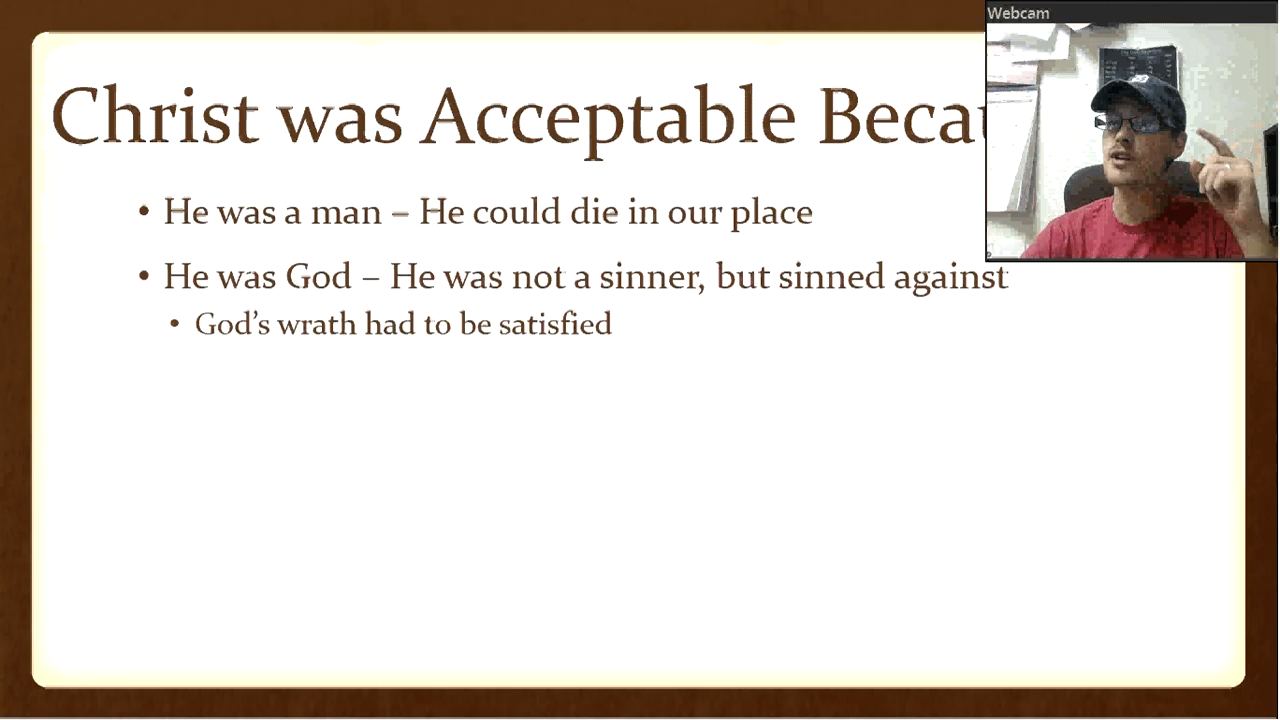 Webcam
Christ was Acceptable Becau
• He was a man – He could die in our place
• He was God – He was not a sinner, but sinned against
• God’s wrath had to be satisfied